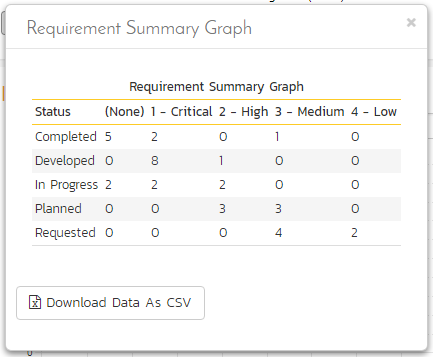 Requirement Summary Graph ×
Requirement Summary Graph
Status (None) 1 - Critical 2 - High 3 - Medium 4 - Low
Completed 5 2 0 1 0
Developed 0 8 1 0 0
In Progress 2 2 2 0 0
Planned 0 0 3 3 0
Requested 0 0 0 4 2
Download Data As CSV
0